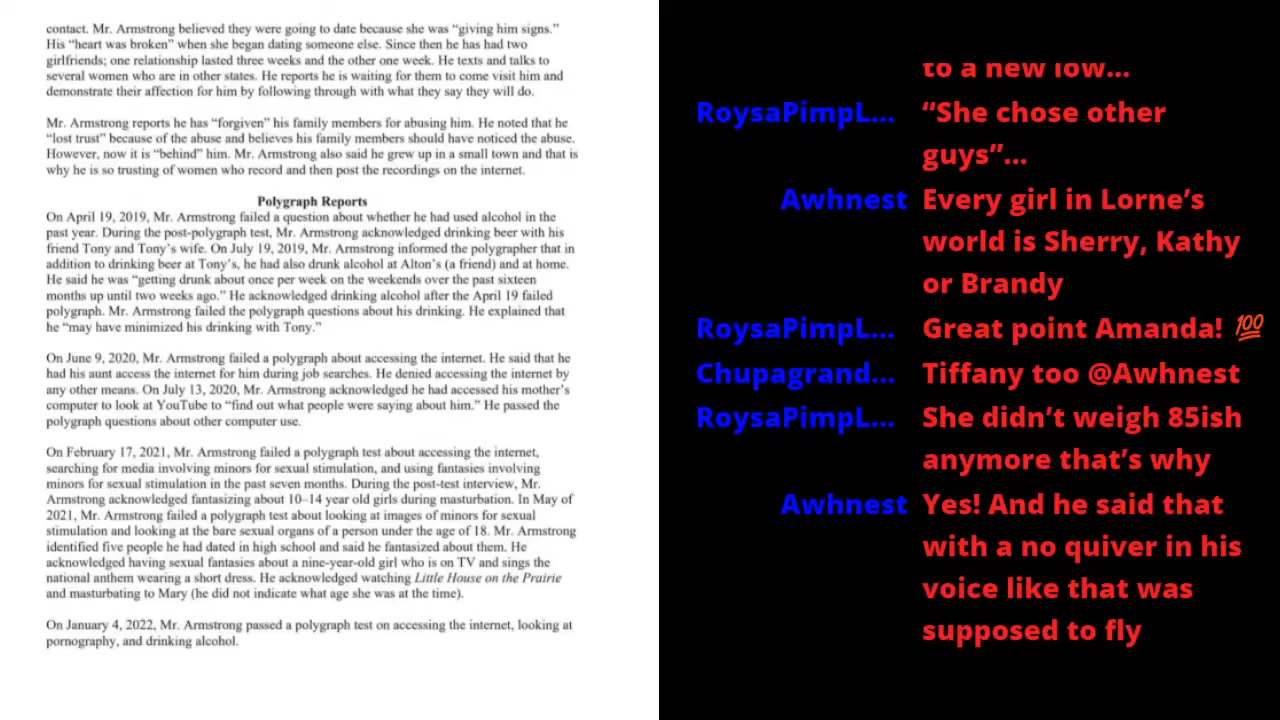 contact. Mr. Armstrong believed they were going to date because she was “giving him signs.”
His “heart was broken” when she began dating someone else. Since then he has had two
girlfriends; one relationship lasted three weeks and the other one week. He texts and talks to
several women who are in other states. He reports he is waiting for them to come visit him and
demonstrate their affection for him by following through with what they say they will do.
Mr. Armstrong reports he has “forgiven” his family members for abusing him. He noted that he
“lost trust” because of the abuse and believes his family members should have noticed the abuse.
However, now it is “behind” him. Mr. Armstrong also said he grew up in a small town and that is
why he is so trusting of women who record and then post the recordings on the internet.
Polygraph Reports
On April 19, 2019, Mr. Armstrong failed a question about whether he had used alcohol in the
past year. During the post-polygraph test, Mr. Armstrong acknowledged drinking beer with his
friend Tony and Tony’s wife. On July 19, 2019, Mr. Armstrong informed the polygrapher that in
addition to drinking beer at Tony’s, he had also drunk alcohol at Alton’s (a friend) and at home.
He said he was “getting drunk about once per week on the weekends over the past sixteen
months up until two weeks ago.” He acknowledged drinking alcohol after the April 19 failed
polygraph. Mr. Armstrong failed the polygraph questions about his drinking. He explained that
he “may have minimized his drinking with Tony.”
On June 9, 2020, Mr. Armstrong failed a polygraph about accessing the internet. He said that he
had his aunt access the internet for him during job searches. He denied accessing the internet by
any other means. On July 13, 2020, Mr. Armstrong acknowledged he had accessed his mother’s
computer to look at YouTube to “find out what people were saying about him.” He passed the
polygraph questions about other computer use.
On February 17, 2021, Mr. Armstrong failed a polygraph test about accessing the internet,
searching for media involving minors for sexual stimulation, and using fantasies involving
minors for sexual stimulation in the past seven months. During the post-test interview, Mr.
Armstrong acknowledged fantasizing about 10–14 year old girls during masturbation. In May of
2021, Mr. Armstrong failed a polygraph test about looking at images of minors for sexual
stimulation and looking at the bare sexual organs of a person under the age of 18. Mr. Armstrong
identified five people he had dated in high school and said he fantasized about them. He
acknowledged having sexual fantasies about a nine-year-old girl who is on TV and sings the
national anthem wearing a short dress. He acknowledged watching Little House on the Prairie
and masturbating to Mary (he did not indicate what age she was at the time).
On January 4, 2022, Mr. Armstrong passed a polygraph test on accessing the internet, looking at
pornography, and drinking alcohol.
to a new low...
RoysaPimpL... “She chose other
guys”...
Awhnest Every girl in Lorne’s
world is Sherry, Kathy
or Brandy
RoysaPimpL... Great point Amanda! 💯
Chupagrand... Tiffany too @Awhnest
RoysaPimpL... She didn’t weigh 85ish
anymore that’s why
Awhnest Yes! And he said that
with a no quiver in his
voice like that was
supposed to fly